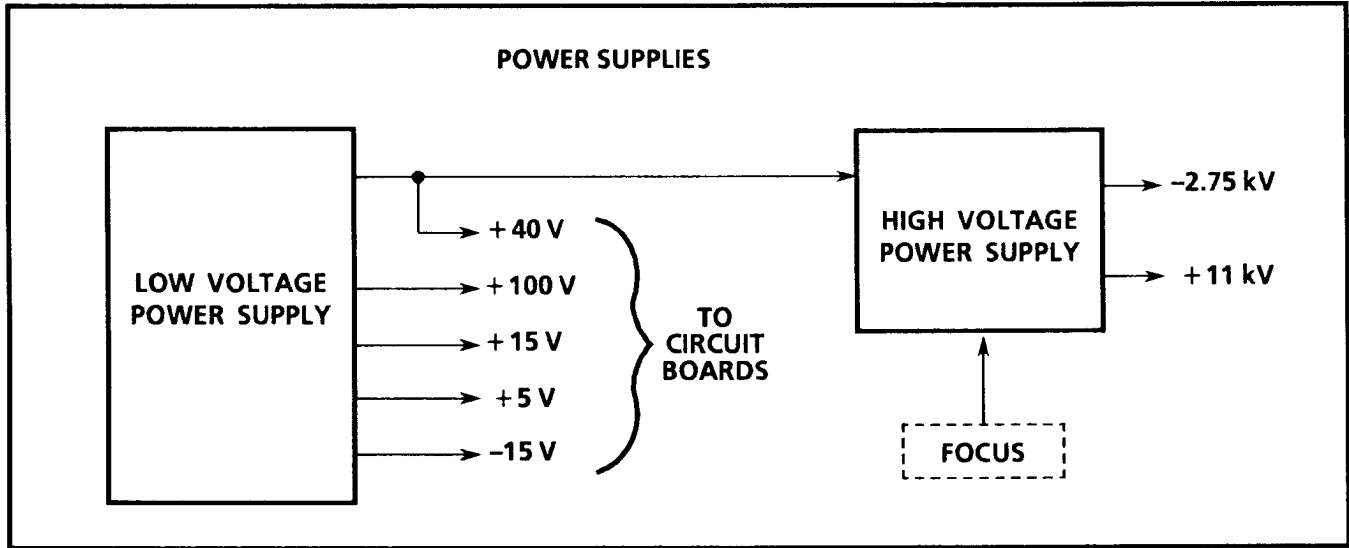 POWER SUPPLIES
LOW VOLTAGE
POWER SUPPLY
+40 V
+100 V
+15 V
+5 V
–15 V
TO
CIRCUIT
BOARDS
HIGH VOLTAGE
POWER SUPPLY
–2.75 kV
+11 kV
FOCUS